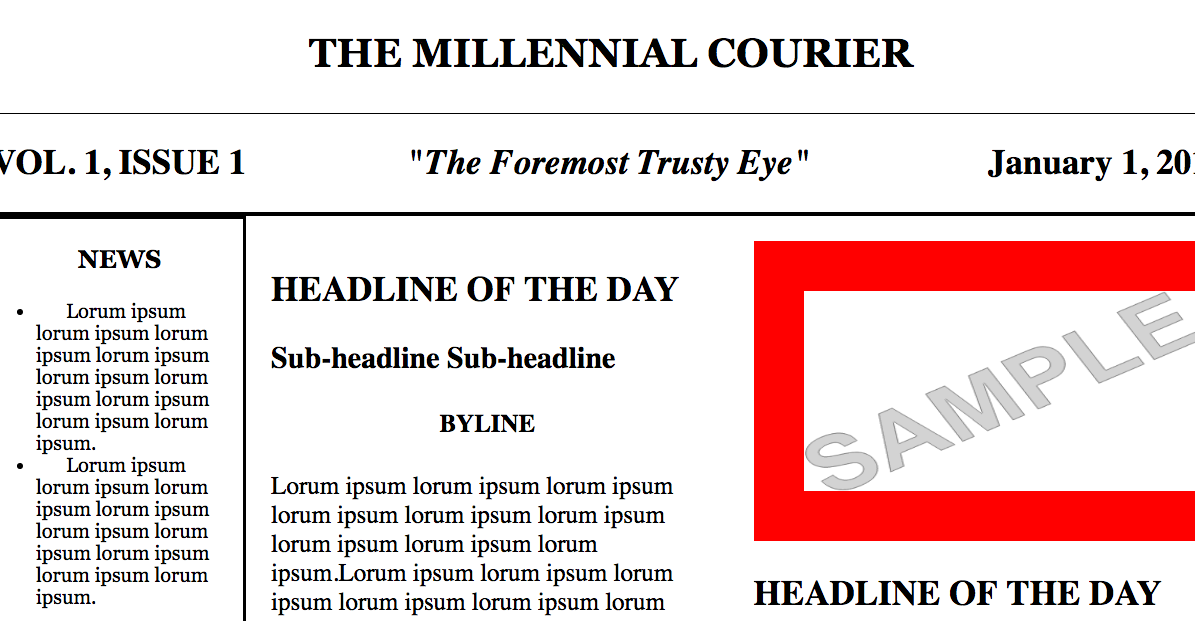 THE MILLENNIAL COURIER
VOL. 1, ISSUE 1
"The Foremost Trusty Eye"
January 1, 201
NEWS
• Lorum ipsum
lorum ipsum lorum
ipsum lorum ipsum
lorum ipsum lorum
ipsum lorum ipsum
lorum ipsum lorum
ipsum.
• Lorum ipsum
lorum ipsum lorum
ipsum lorum ipsum
lorum ipsum lorum
ipsum lorum ipsum
lorum ipsum lorum
ipsum.
HEADLINE OF THE DAY
Sub-headline Sub-headline
BYLINE
Lorum ipsum lorum ipsum lorum ipsum
lorum ipsum lorum ipsum lorum ipsum
lorum ipsum lorum ipsum lorum
ipsum.Lorum ipsum lorum ipsum lorum
ipsum lorum ipsum lorum ipsum lorum
SAMPLE
HEADLINE OF THE DAY